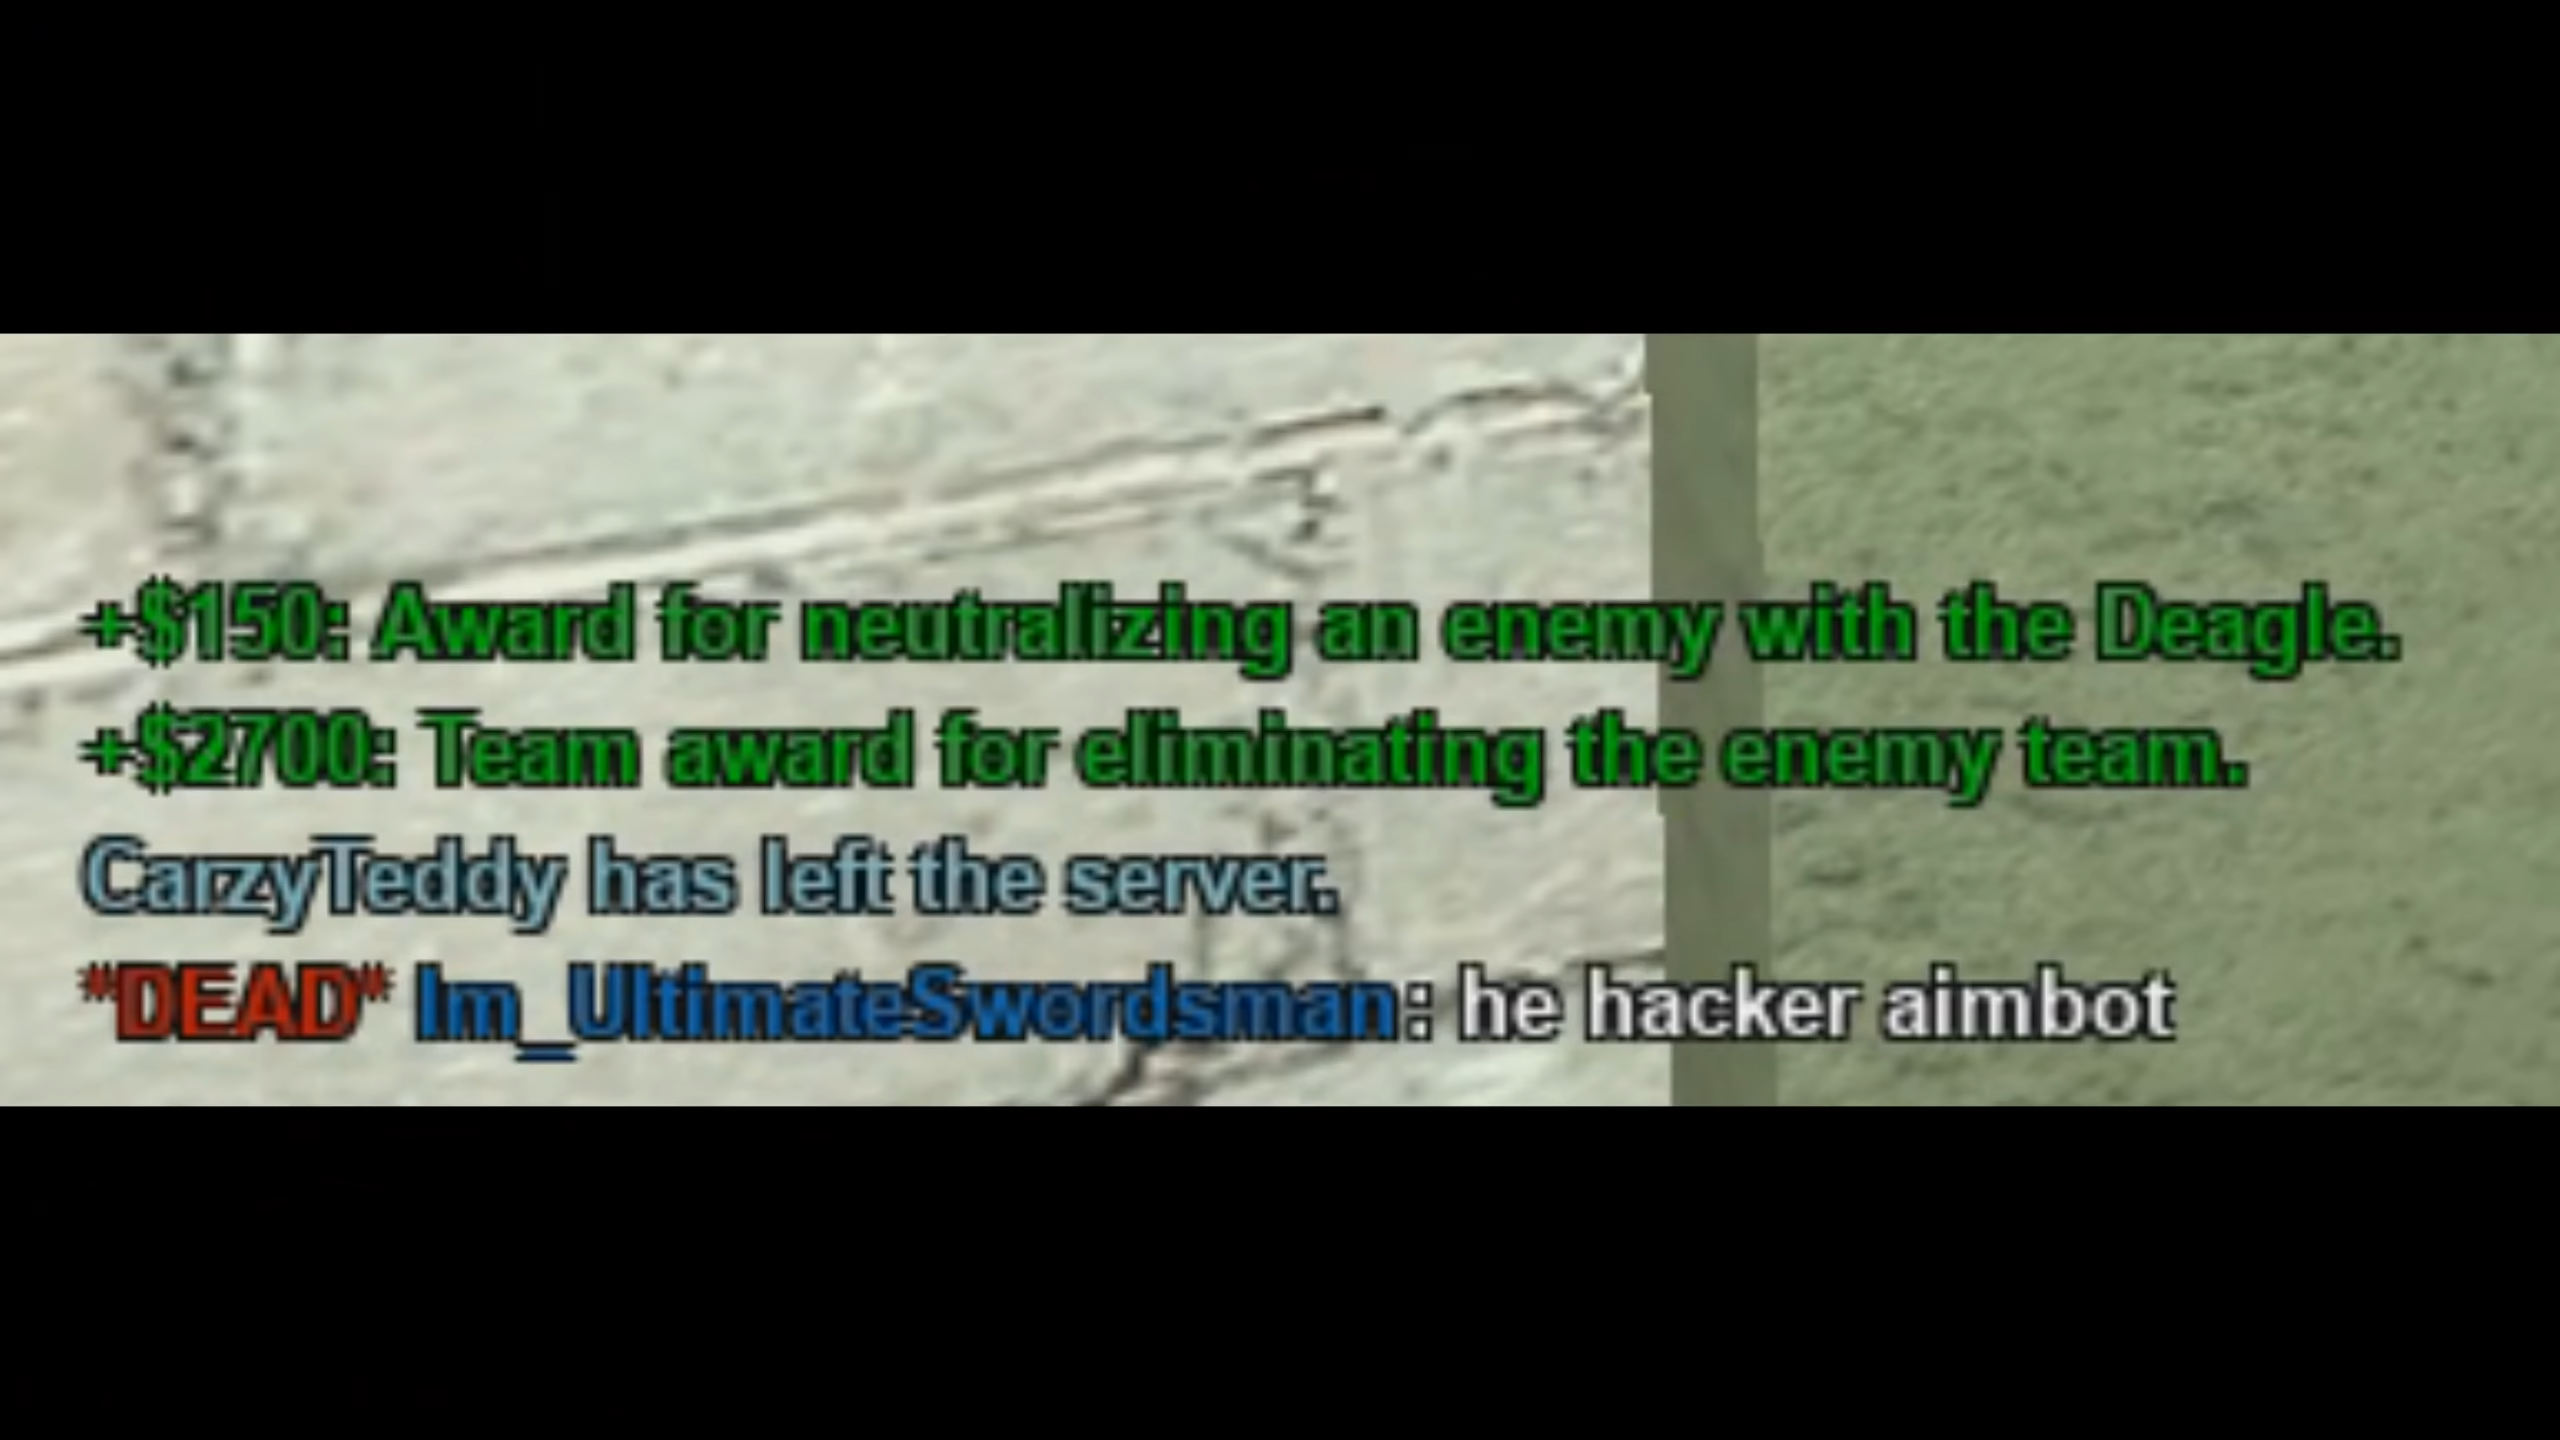 +$150: Award for neutralizing an enemy with the Deagle.
+$2700: Team award for eliminating the enemy team.
CarzyTeddy has left the server.
*DEAD* Im_UltimateSwordsman: he hacker aimbot